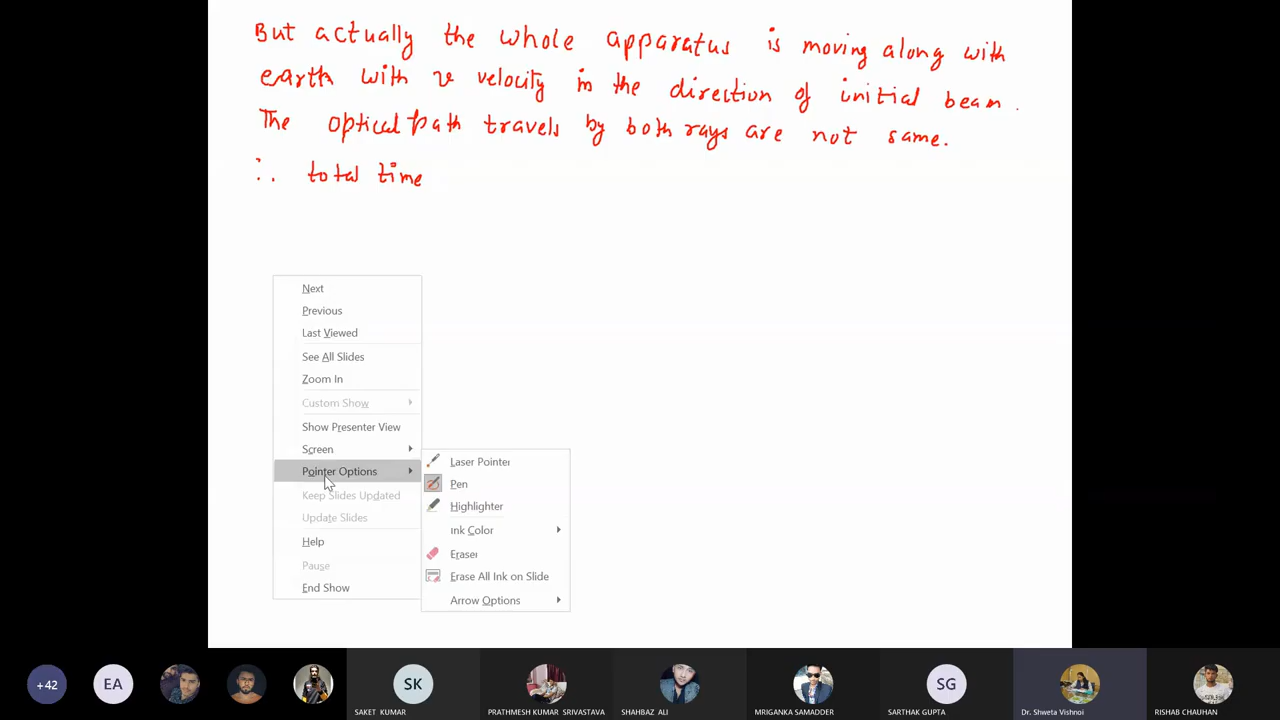 But actually the whole apparatus is moving along with
earth with v velocity in the direction of initial beam.
The optical path travels by both rays are not same.
∴ total time
Next
Previous
Last Viewed
See All Slides
Zoom In
Custom Show
Show Presenter View
Screen
Pointer Options
Keep Slides Updated
Update Slides
Help
Pause
End Show
Laser Pointer
Pen
Highlighter
Ink Color
Eraser
Erase All Ink on Slide
Arrow Options
+42
EA
SK
SG
SAKET KUMAR
PRATHMESH KUMAR SRIVASTAVA
SHAHBAZ ALI
MRIGANKA SAMADDER
SARTHAK GUPTA
Dr. Shweta Vishnoi
RISHAB CHAUHAN